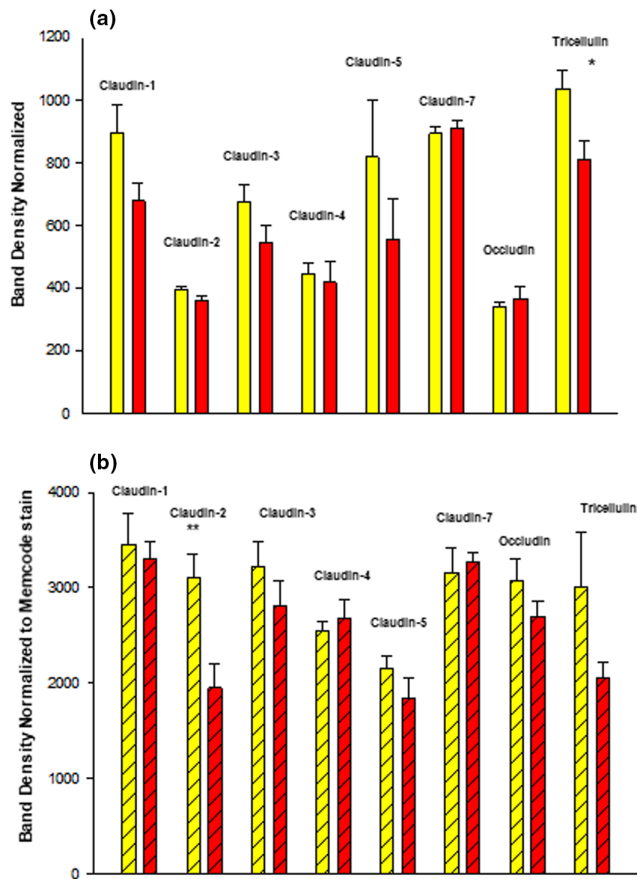 (a)
Band Density Normalized
1200
1000
800
600
400
200
0
Claudin-1
Claudin-2
Claudin-3
Claudin-4
Claudin-5
Claudin-7
Occludin
Tricellulin
*
(b)
Band Density Normalized to Memcode stain
4000
3000
2000
1000
0
Claudin-1
Claudin-2
**
Claudin-3
Claudin-4
Claudin-5
Claudin-7
Occludin
Tricellulin